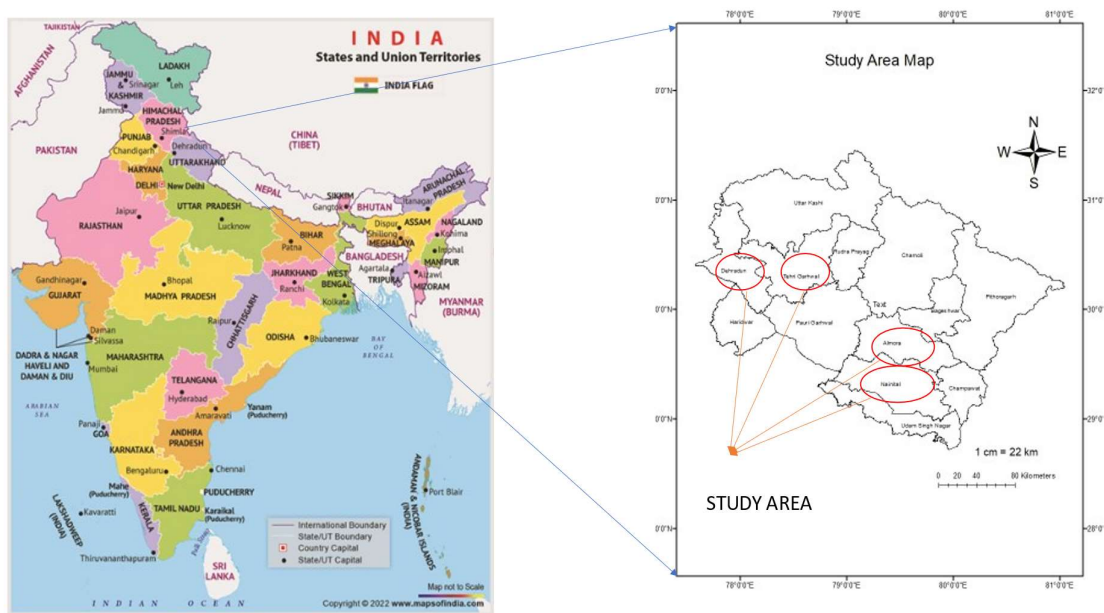 INDIA
States and Union Territories
INDIA FLAG
TAJIKISTAN
AFGHANISTAN
PAKISTAN
CHINA
(TIBET)
LADAKH
Leh
JAMMU
&
KASHMIR
Srinagar
Jammu
HIMACHAL
PRADESH
Shimla
PUNJAB
Chandigarh
Dehradun
UTTARAKHAND
HARYANA
DELHI
New Delhi
NEPAL
UTTAR PRADESH
Lucknow
RAJASTHAN
Jaipur
SIKKIM
Gangtok
BHUTAN
ARUNACHAL
PRADESH
Itanagar
ASSAM
Dispur
NAGALAND
Kohima
Shillong
MEGHALAYA
Imphal
MANIPUR
BANGLADESH
Agartala
TRIPURA
Aizawl
MIZORAM
MYANMAR
(BURMA)
BIHAR
Patna
JHARKHAND
Ranchi
WEST
BENGAL
Kolkata
Gandhinagar
GUJARAT
Bhopal
MADHYA PRADESH
CHHATTISGARH
Raipur
ODISHA
Bhubaneswar
Daman
Silvassa
DADRA & NAGAR
HAVELI AND
DAMAN & DIU
MAHARASHTRA
Mumbai
BAY
OF
BENGAL
TELANGANA
Hyderabad
ARABIAN
SEA
Amaravati
Yanam
(Puducherry)
Panaji
GOA
ANDHRA
PRADESH
KARNATAKA
Bengaluru
Chennai
Mahe
(Puducherry)
PUDUCHERRY
LAKSHADWEEP
(INDIA)
Kavaratti
KERALA
TAMIL NADU
Karaikal
(Puducherry)
Thiruvananthapuram
SRI
LANKA
ANDAMAN & NICOBAR ISLANDS
(INDIA)
Port Blair
International Boundary
State/UT Boundary
Country Capital
State/UT Capital
Map not to Scale
INDIAN OCEAN
Copyright © 2022 www.mapsofindia.com
78°0'0"E 79°0'0"E 80°0'0"E 81°0'0"E
Study Area Map
N
W E
S
Uttar Kashi
Rudra Prayag
Chamoli
Dehradun
Tehri Garhwal
Pithoragarh
Text
Bageshwar
Haridwar
Pauri Garhwal
Almora
Nainital
Champawat
Udam Singh Nagar
1 cm = 22 km
0 20 40 80 Kilometers
STUDY AREA
0'0"N
0'0"N
0'0"N
0'0"N
0'0"N
32°0'
31°0'
30°0'
29°0'
28°0'
78°0'0"E 79°0'0"E 80°0'0"E 81°0'0"E